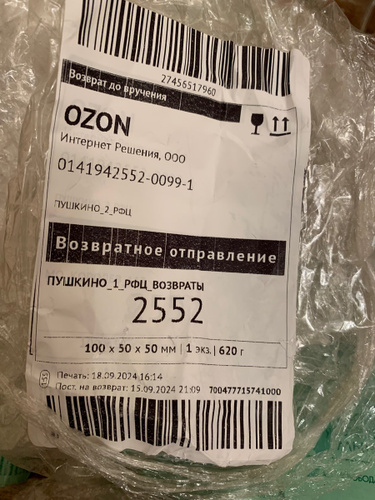 27456517960
Возврат до вручения
OZON
Интернет Решения, ООО
0141942552-0099-1
ПУШКИНО_2_РФЦ
Возвратное отправление
ПУШКИНО_1_РФЦ_ВОЗВРАТЫ
2552
100 x 50 x 50 мм | 1 экз. | 620 г
Печать: 18.09.2024 16:14
Пост. на возврат: 15.09.2024 21:09 700477715741000